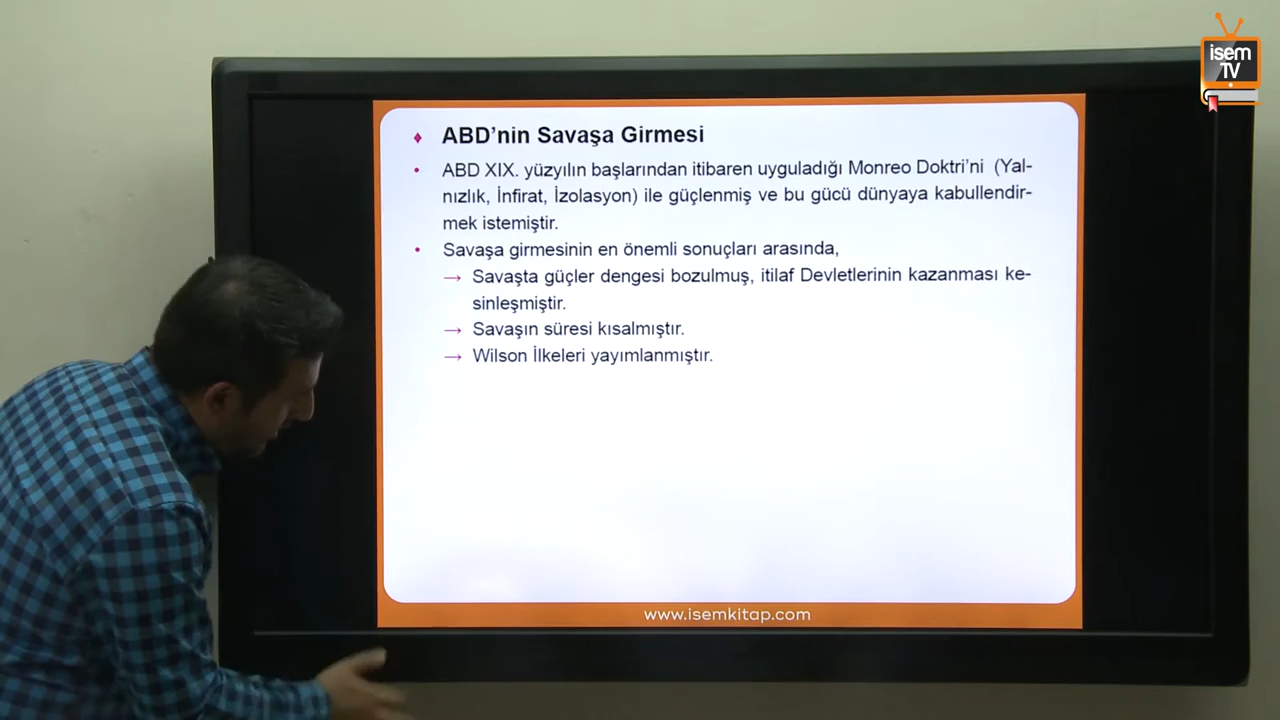 isem
TV
ABD'nin Savaşa Girmesi
ABD XIX. yüzyılın başlarından itibaren uyguladığı Monreo Doktri'ni (Yal-
nızlık, İnfirat, İzolasyon) ile güçlenmiş ve bu gücü dünyaya kabullendir-
mek istemiştir.
Savaşa girmesinin en önemli sonuçları arasında,
→ Savaşta güçler dengesi bozulmuş, itilaf Devletlerinin kazanması ke-
sinleşmiştir.
→ Savaşın süresi kısalmıştır.
→ Wilson İlkeleri yayımlanmıştır.
www.isemkitap.com